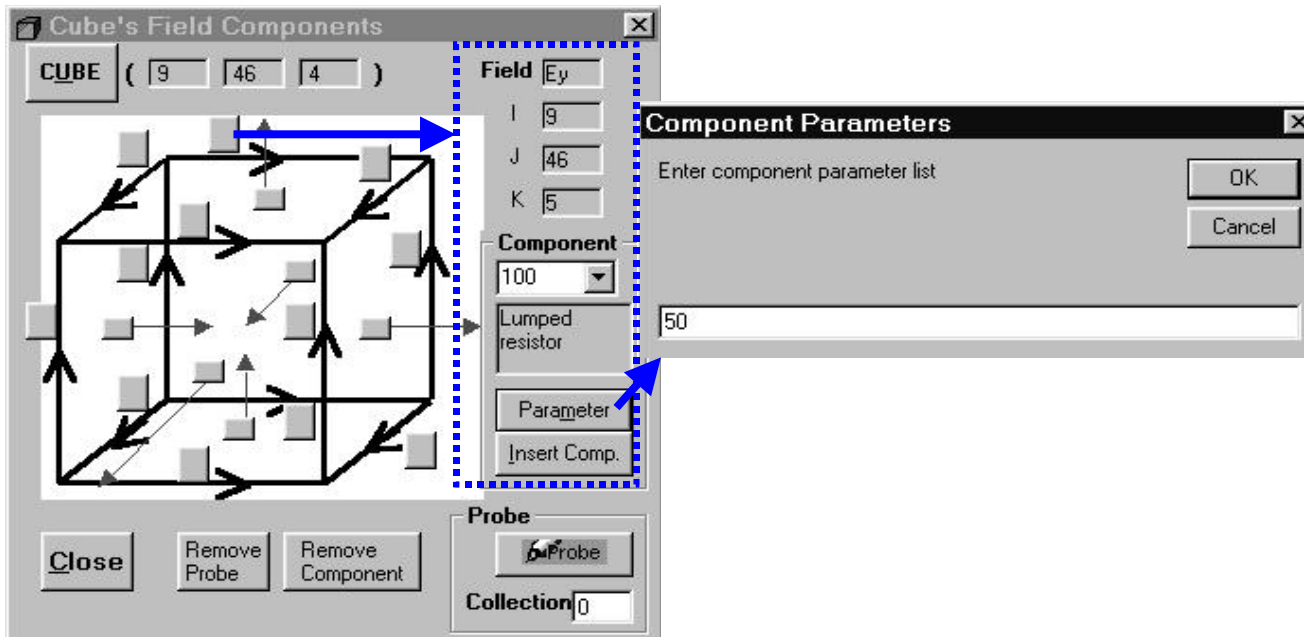 Cube's Field Components
CUBE ( 9 46 4 )
Field Ey
I 9
J 46
K 5
Component
100
Lumped
resistor
Parameter
Insert Comp.
Probe
Probe
Collection 0
Close
Remove
Probe
Remove
Component
Component Parameters
Enter component parameter list
OK
Cancel
50